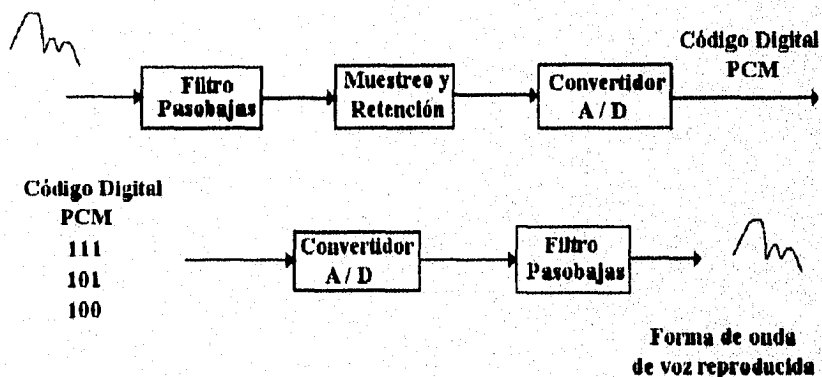 Código Digital
PCM
Filtro
Pasobajas
Muestreo y
Retención
Convertidor
A / D
Código Digital
PCM
111
101
100
Convertidor
A / D
Filtro
Pasobajas
Forma de onda
de voz reproducida